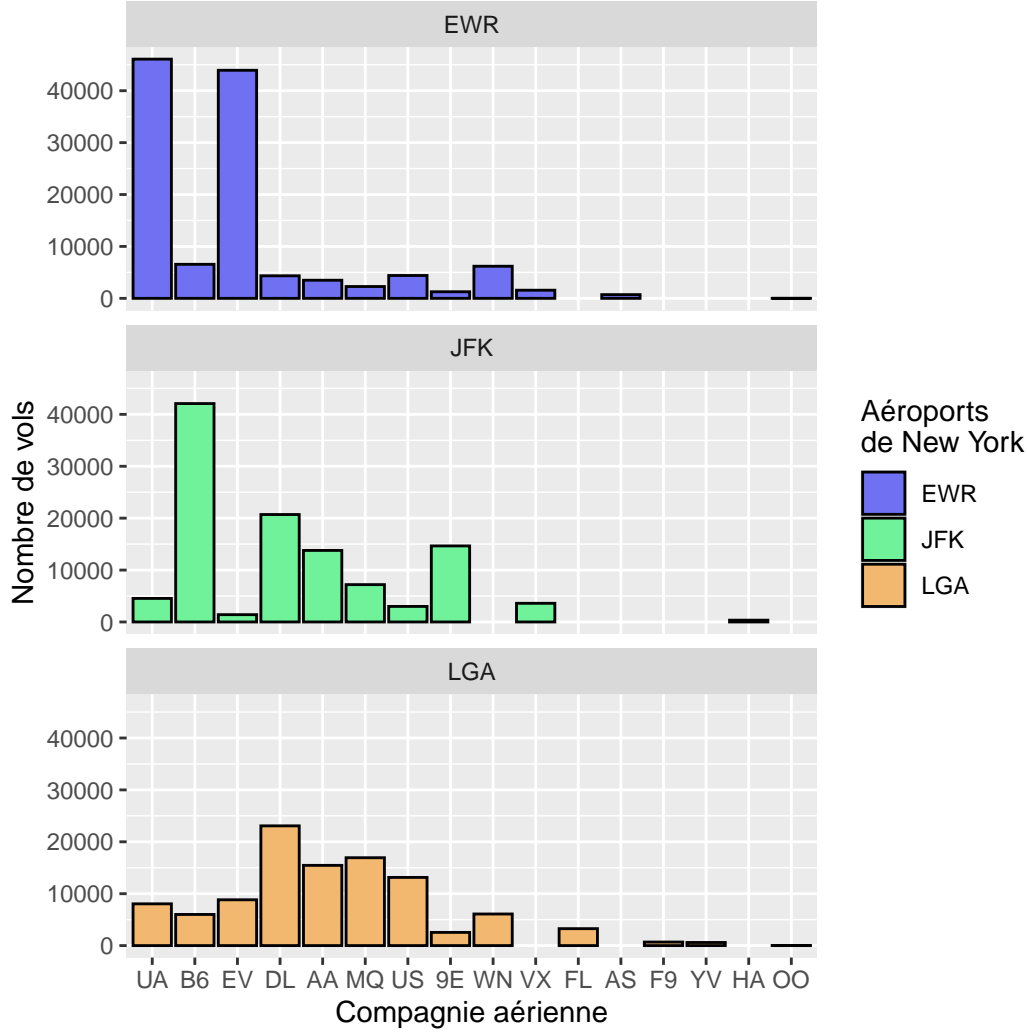 EWR
40000
30000
20000
10000
0
JFK
40000
30000
20000
10000
0
LGA
40000
30000
20000
10000
0
UA B6 EV DL AA MQ US 9E WN VX FL AS F9 YV HA OO
Compagnie aérienne
Nombre de vols
Aéroports
de New York
EWR
JFK
LGA